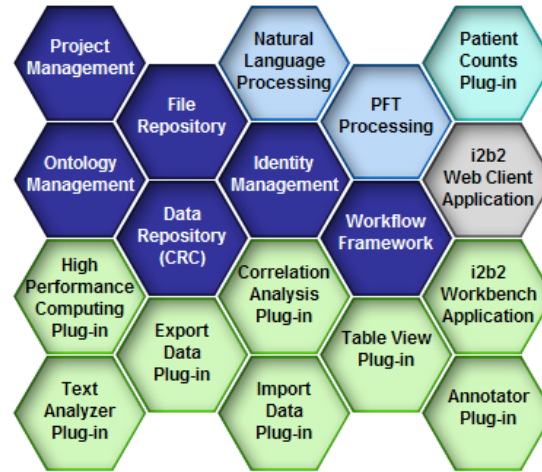 Project
Management
Natural
Language
Processing
Patient
Counts
Plug-in
File
Repository
PFT
Processing
Ontology
Management
Identity
Management
i2b2
Web Client
Application
Data
Repository
(CRC)
Workflow
Framework
High
Performance
Computing
Plug-in
Correlation
Analysis
Plug-in
i2b2
Workbench
Application
Export
Data
Plug-in
Table View
Plug-in
Text
Analyzer
Plug-in
Import
Data
Plug-in
Annotator
Plug-in